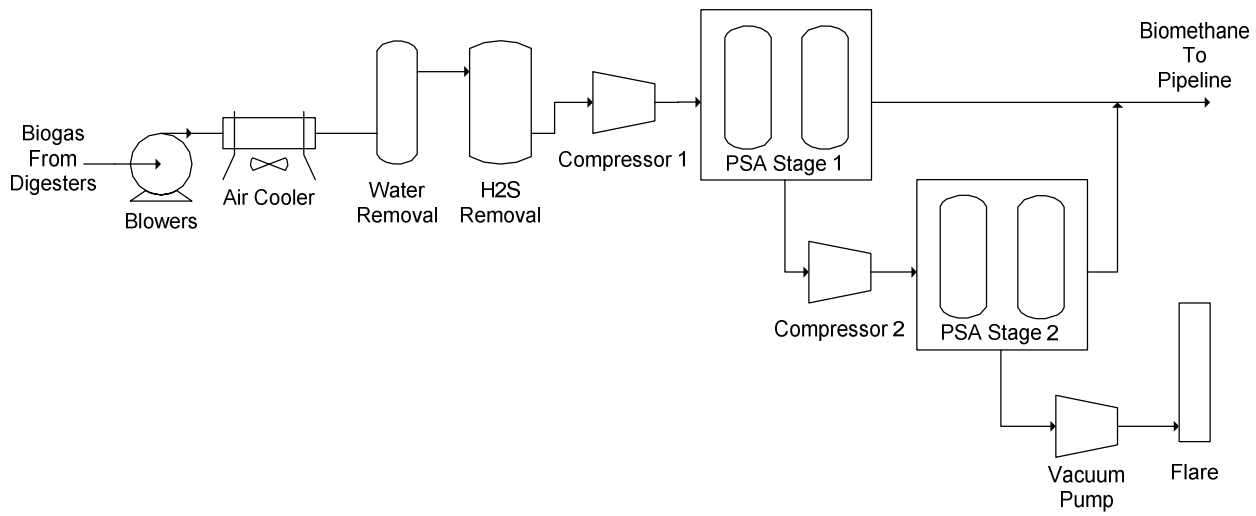 Biogas
From
Digesters
Blowers
Air Cooler
Water
Removal
H2S
Removal
Compressor 1
PSA Stage 1
Biomethane
To
Pipeline
Compressor 2
PSA Stage 2
Vacuum
Pump
Flare